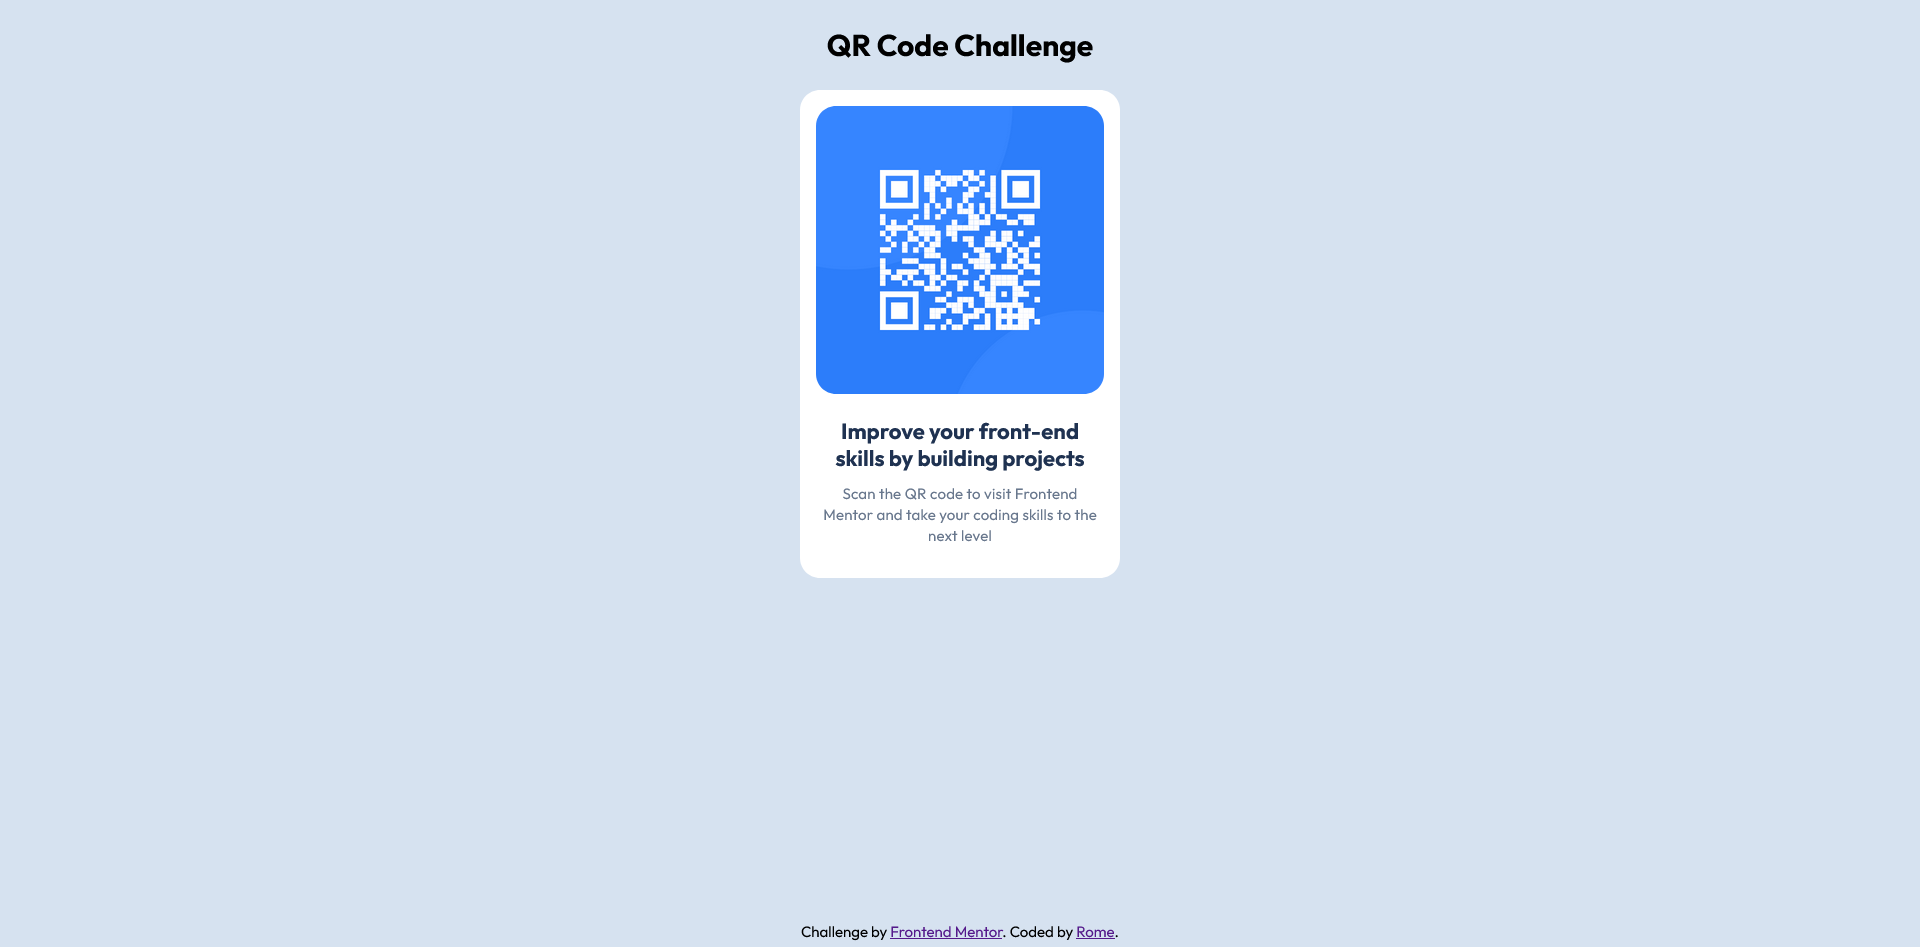 QR Code Challenge
Improve your front-end
skills by building projects
Scan the QR code to visit Frontend
Mentor and take your coding skills to the
next level
Challenge by Frontend Mentor. Coded by Rome.